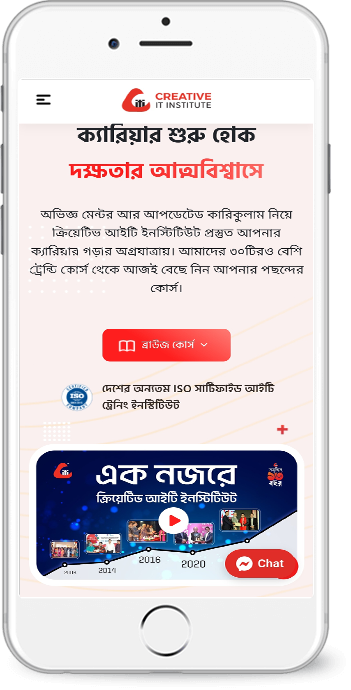 CREATIVE
IT INSTITUTE
ক্যারিয়ার শুরু হোক
দক্ষতার আত্মবিশ্বাসে
অভিজ্ঞ মেন্টর আর আপডেটেড কারিকুলাম নিয়ে
ক্রিয়েটিভ আইটি ইনস্টিটিউট প্রস্তুত আপনার
ক্যারিয়ার গড়ার অগ্রযাত্রায়। আমাদের ৩০টিরও বেশি
ট্রেন্ডি কোর্স থেকে আজই বেছে নিন আপনার পছন্দের
কোর্স।
ব্রাউজ কোর্স
ISO
দেশের অন্যতম ISO সার্টিফাইড আইটি
ট্রেনিং ইনস্টিটিউট
এক নজরে
ক্রিয়েটিভ আইটি ইনস্টিটিউট
2014
2016
2020
Chat